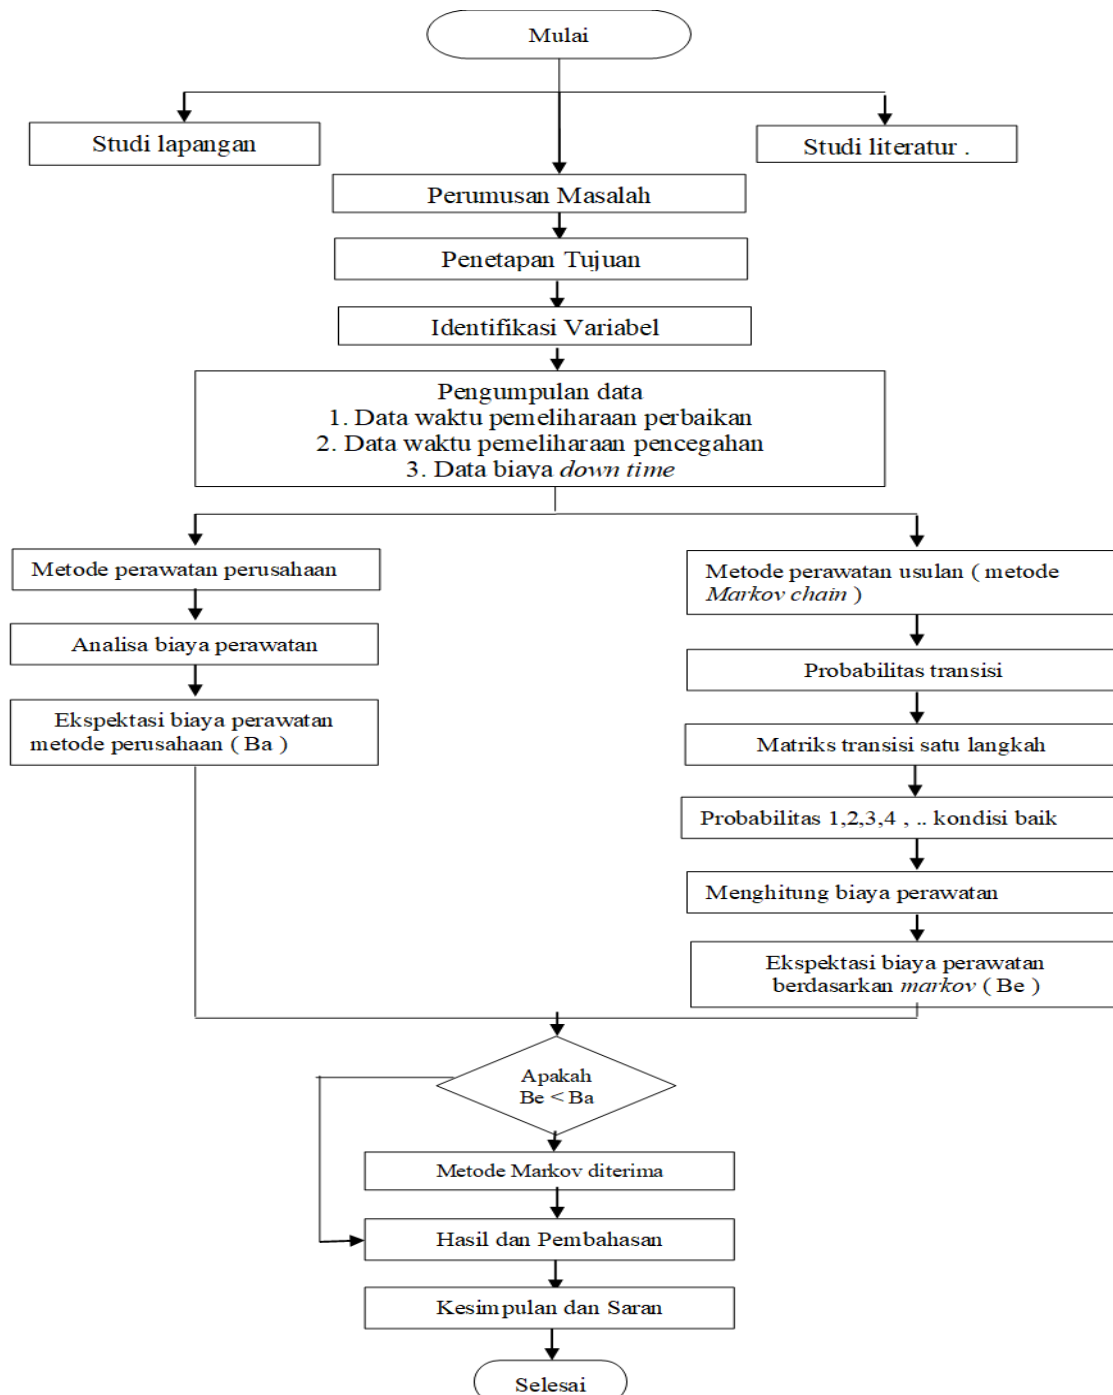 Mulai
Studi lapangan
Studi literatur .
Perumusan Masalah
Penetapan Tujuan
Identifikasi Variabel
Pengumpulan data
1. Data waktu pemeliharaan perbaikan
2. Data waktu pemeliharaan pencegahan
3. Data biaya down time
Metode perawatan perusahaan
Analisa biaya perawatan
Ekspektasi biaya perawatan
metode perusahaan ( Ba )
Metode perawatan usulan ( metode
Markov chain )
Probabilitas transisi
Matriks transisi satu langkah
Probabilitas 1,2,3,4 , .. kondisi baik
Menghitung biaya perawatan
Ekspektasi biaya perawatan
berdasarkan markov ( Be )
Apakah
Be < Ba
Metode Markov diterima
Hasil dan Pembahasan
Kesimpulan dan Saran
Selesai